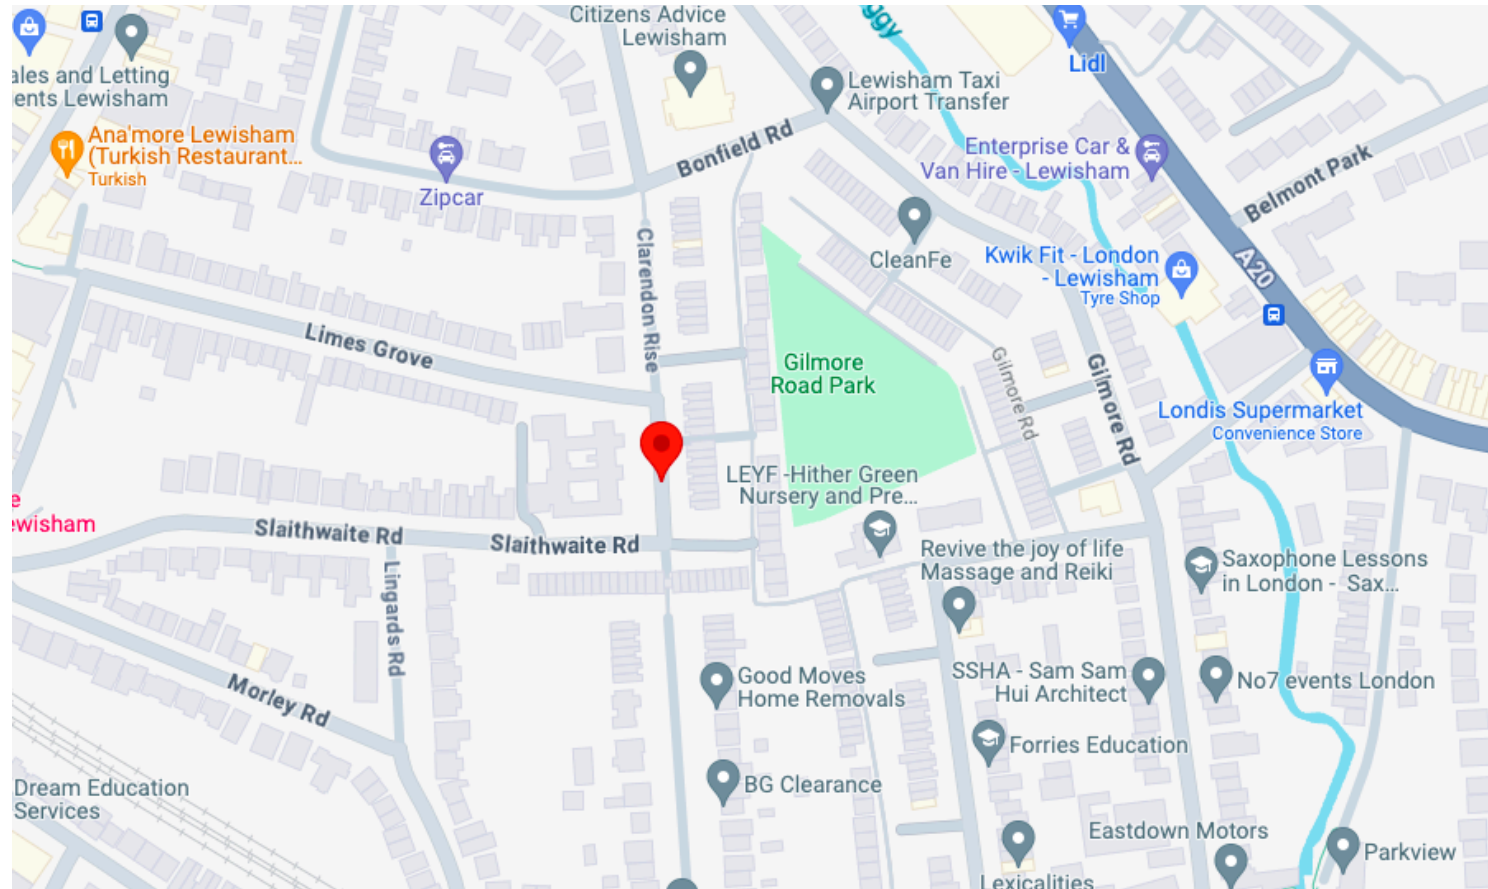 Citizens Advice
Lewisham
ggy
Lidl
ales and Letting
ents Lewisham
Lewisham Taxi
Airport Transfer
Ana'more Lewisham
(Turkish Restaurant...
Turkish
Bonfield Rd
Enterprise Car &
Van Hire - Lewisham
Zipcar
Belmont Park
Clarendon Rise
CleanFe
Kwik Fit - London
- Lewisham
Tyre Shop
A20
Limes Grove
Gilmore
Road Park
Gilmore Rd
Gilmore Rd
Londis Supermarket
Convenience Store
LEYF -Hither Green
Nursery and Pre...
e
ewisham
Slaithwaite Rd
Slaithwaite Rd
Revive the joy of life
Massage and Reiki
Saxophone Lessons
in London - Sax...
Lingards Rd
Good Moves
Home Removals
SSHA - Sam Sam
Hui Architect
No7 events London
Morley Rd
Forries Education
Dream Education
Services
BG Clearance
Eastdown Motors
Parkview
Lexicalities